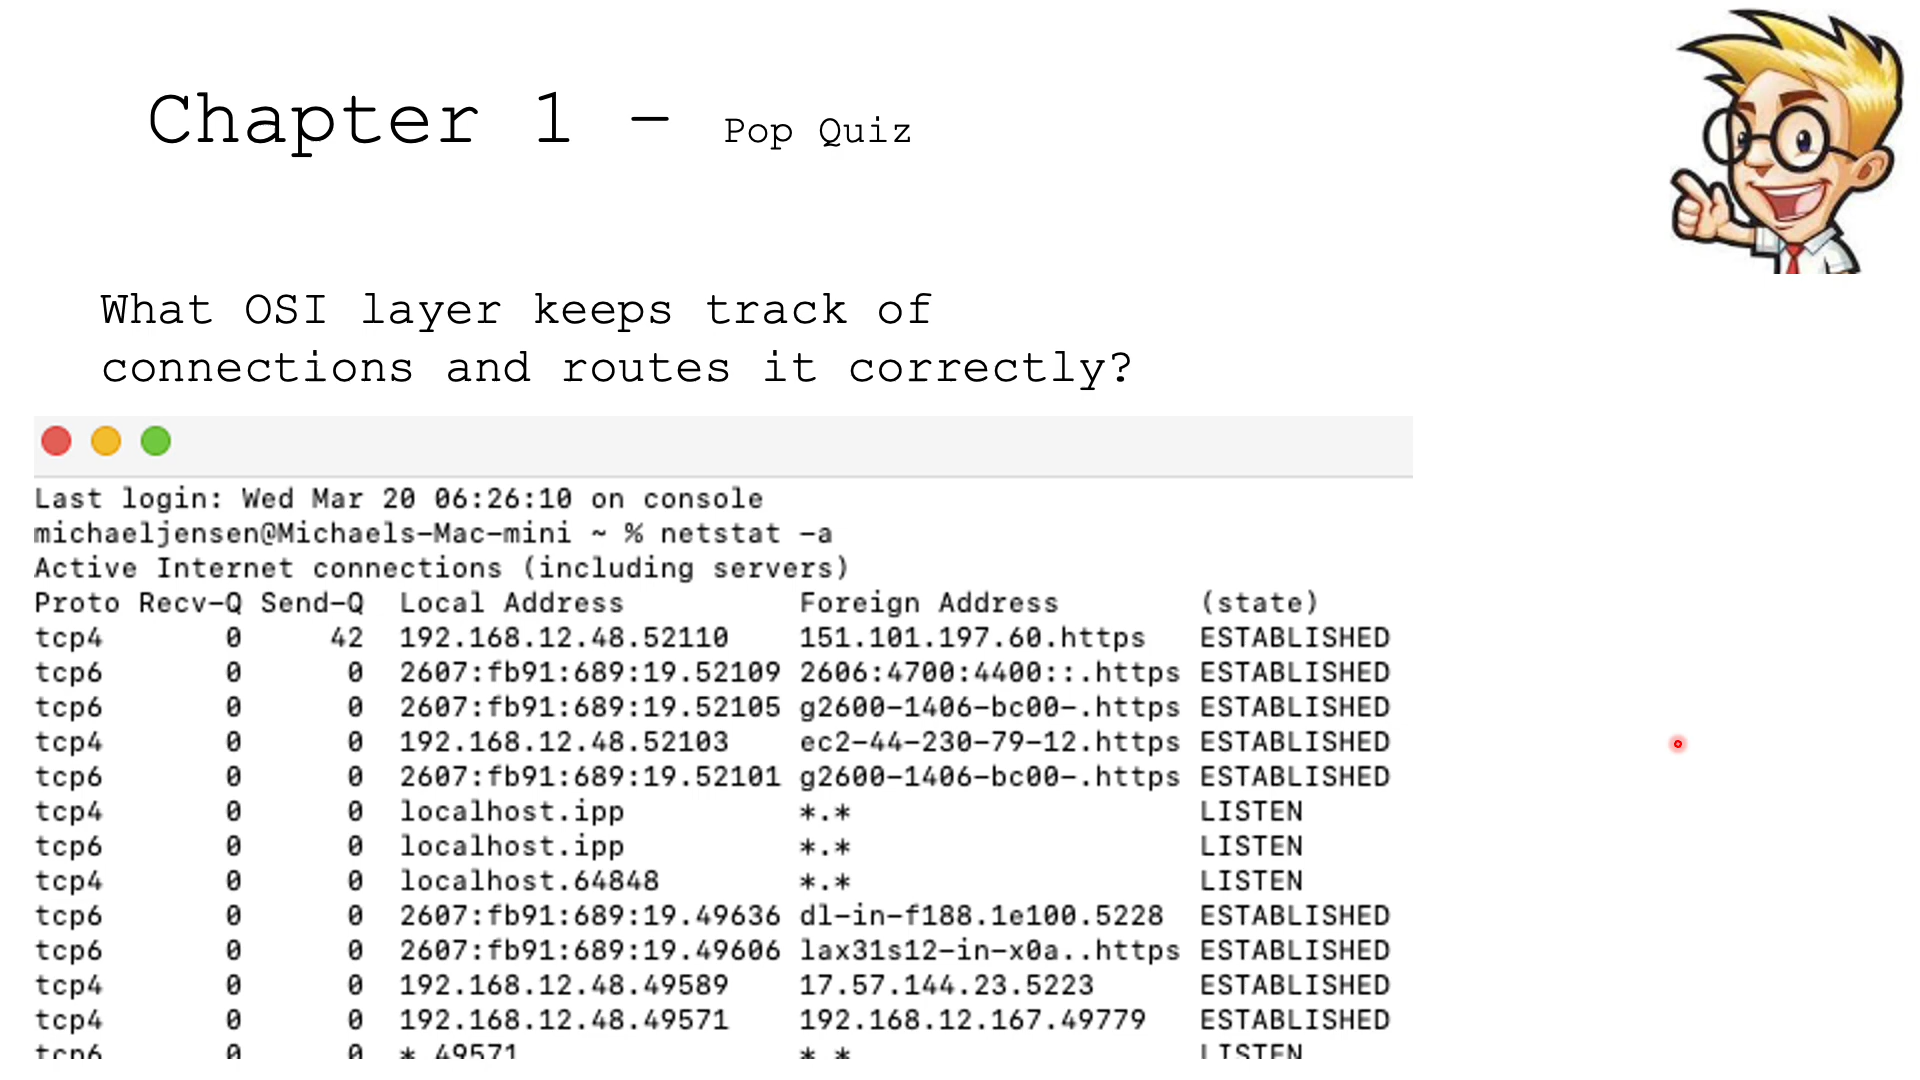 Chapter 1 – Pop Quiz
What OSI layer keeps track of
connections and routes it correctly?
Last login: Wed Mar 20 06:26:10 on console
michaeljensen@Michaels-Mac-mini ~ % netstat -a
Active Internet connections (including servers)
Proto Recv-Q Send-Q  Local Address          Foreign Address        (state)
tcp4       0     42  192.168.12.48.52110    151.101.197.60.https   ESTABLISHED
tcp6       0      0  2607:fb91:689:19.52109 2606:4700:4400::.https ESTABLISHED
tcp6       0      0  2607:fb91:689:19.52105 g2600-1406-bc00-.https ESTABLISHED
tcp4       0      0  192.168.12.48.52103    ec2-44-230-79-12.https ESTABLISHED
tcp6       0      0  2607:fb91:689:19.52101 g2600-1406-bc00-.https ESTABLISHED
tcp4       0      0  localhost.ipp          *.*                    LISTEN
tcp6       0      0  localhost.ipp          *.*                    LISTEN
tcp4       0      0  localhost.64848        *.*                    LISTEN
tcp6       0      0  2607:fb91:689:19.49636 dl-in-f188.1e100.5228  ESTABLISHED
tcp6       0      0  2607:fb91:689:19.49606 lax31s12-in-x0a..https ESTABLISHED
tcp4       0      0  192.168.12.48.49589    17.57.144.23.5223      ESTABLISHED
tcp4       0      0  192.168.12.48.49571    192.168.12.167.49779   ESTABLISHED
tcp6       0      0  *.49571                *.*                    LISTEN